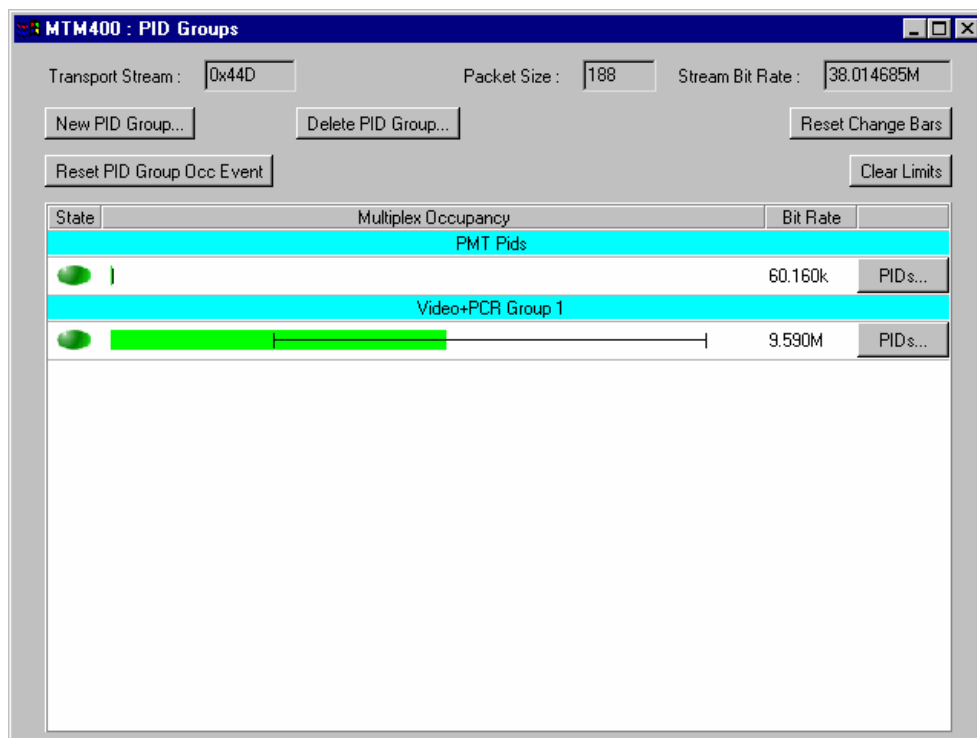 MTM400 : PID Groups
Transport Stream : 0x44D Packet Size : 188 Stream Bit Rate : 38.014685M
New PID Group... Delete PID Group... Reset Change Bars
Reset PID Group Occ Event Clear Limits
State Multiplex Occupancy Bit Rate
PMT Pids
60.160k PIDs...
Video+PCR Group 1
9.590M PIDs...